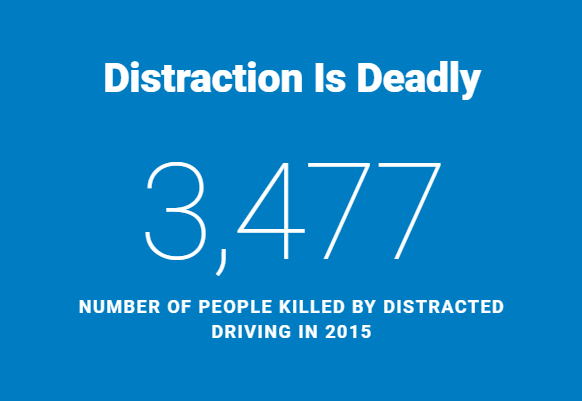 Distraction Is Deadly
3,477
NUMBER OF PEOPLE KILLED BY DISTRACTED
DRIVING IN 2015